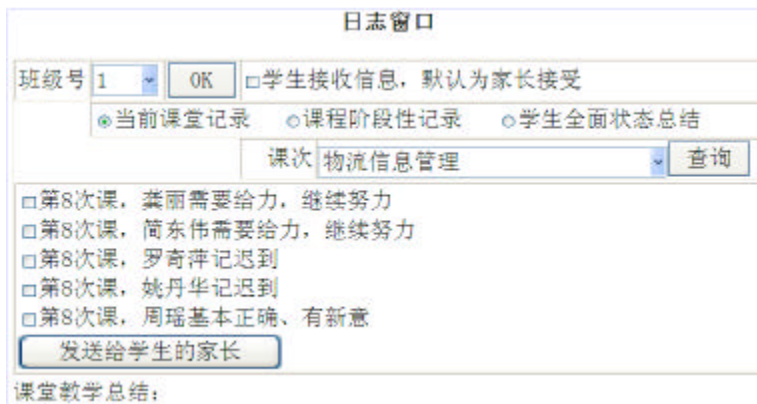 日志窗口
班级号 1 OK 学生接收信息，默认为家长接受
当前课堂记录 课程阶段性记录 学生全面状态总结
课次 物流信息管理 查询
第8次课，龚丽需要给力，继续努力
第8次课，简东伟需要给力，继续努力
第8次课，罗奇萍记迟到
第8次课，姚丹华记迟到
第8次课，周瑶基本正确、有新意
发送给学生的家长
课堂教学总结：